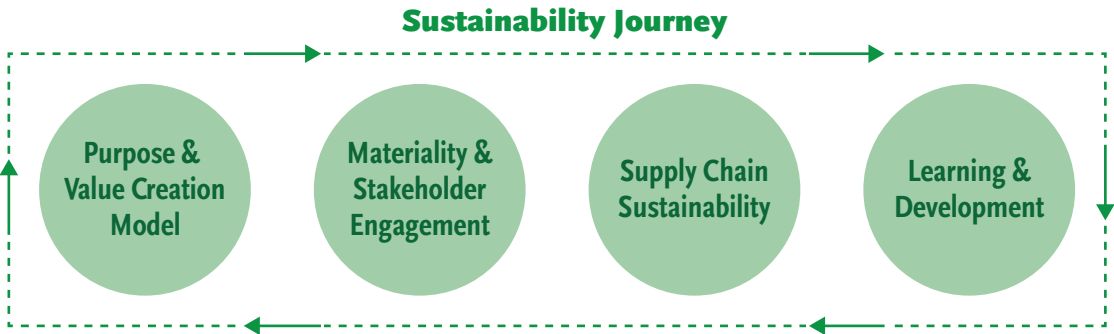 Sustainability Journey
Purpose &
Value Creation
Model
Materiality &
Stakeholder
Engagement
Supply Chain
Sustainability
Learning &
Development